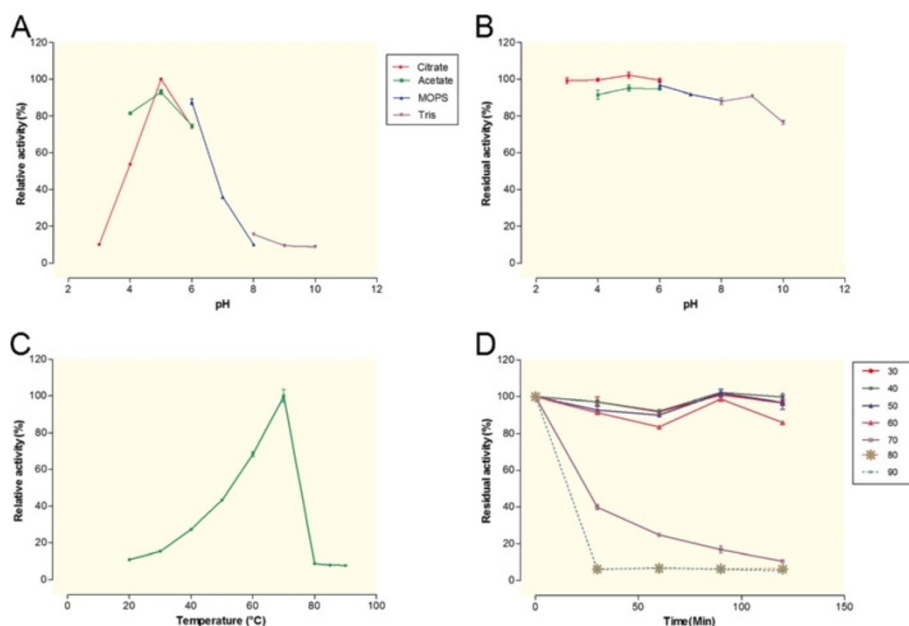 A
120
100
80
60
40
20
0
Relative activity (%)
2 4 6 8 10 12
pH
Citrate
Acetate
MOPS
Tris
B
120
100
80
60
40
20
0
Residual activity (%)
2 4 6 8 10 12
pH
C
120
100
80
60
40
20
0
Relative activity (%)
0 20 40 60 80 100
Temperature (°C)
D
120
100
80
60
40
20
0
Residual activity (%)
0 50 100 150
Time(Min)
30
40
50
60
70
80
90